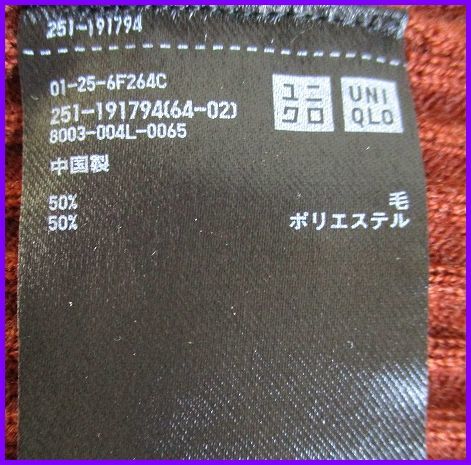 251-191794
01-25-6F264C
251-191794(64-02)
8003-004L-0065
ユニ
クロ
UNI
QLO
中国製
50% 毛
50% ポリエステル